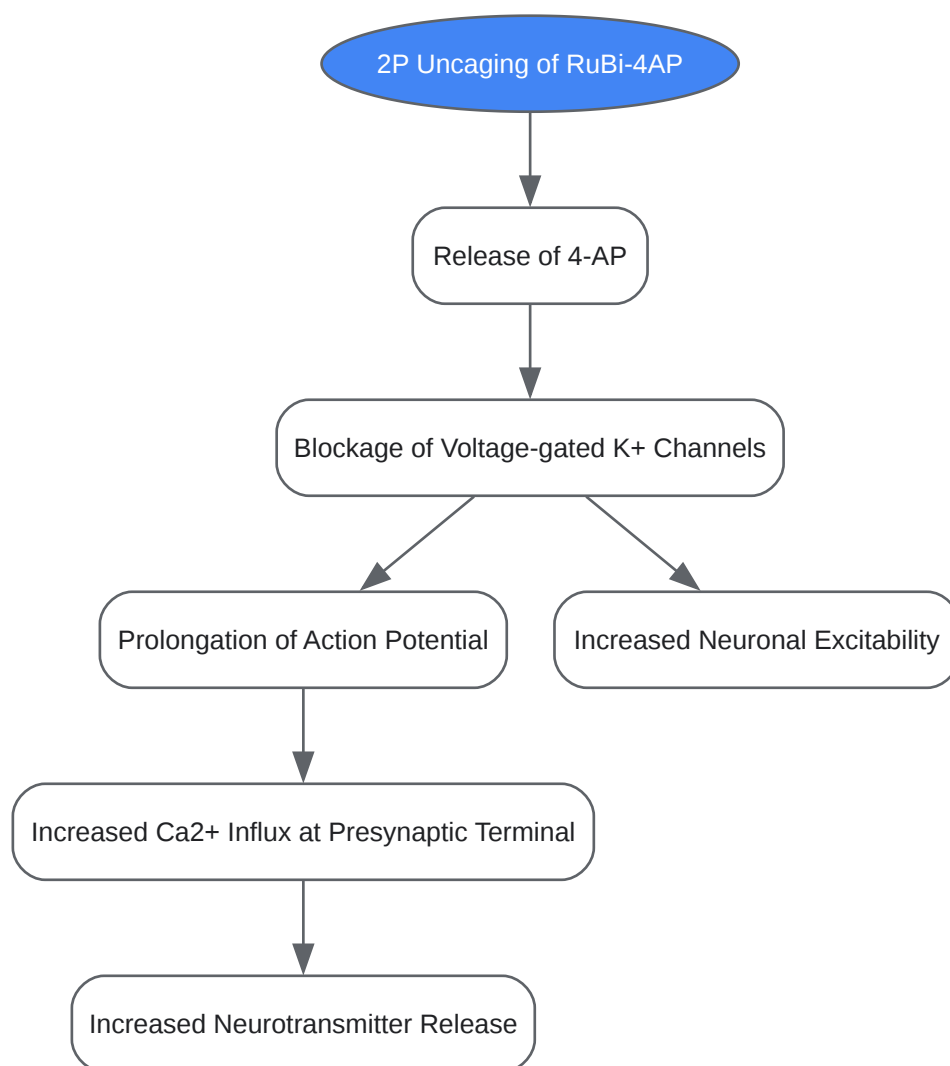 2P Uncaging of RuBi-4AP
Release of 4-AP
Blockage of Voltage-gated K+ Channels
Prolongation of Action Potential
Increased Neuronal Excitability
Increased Ca2+ Influx at Presynaptic Terminal
Increased Neurotransmitter Release